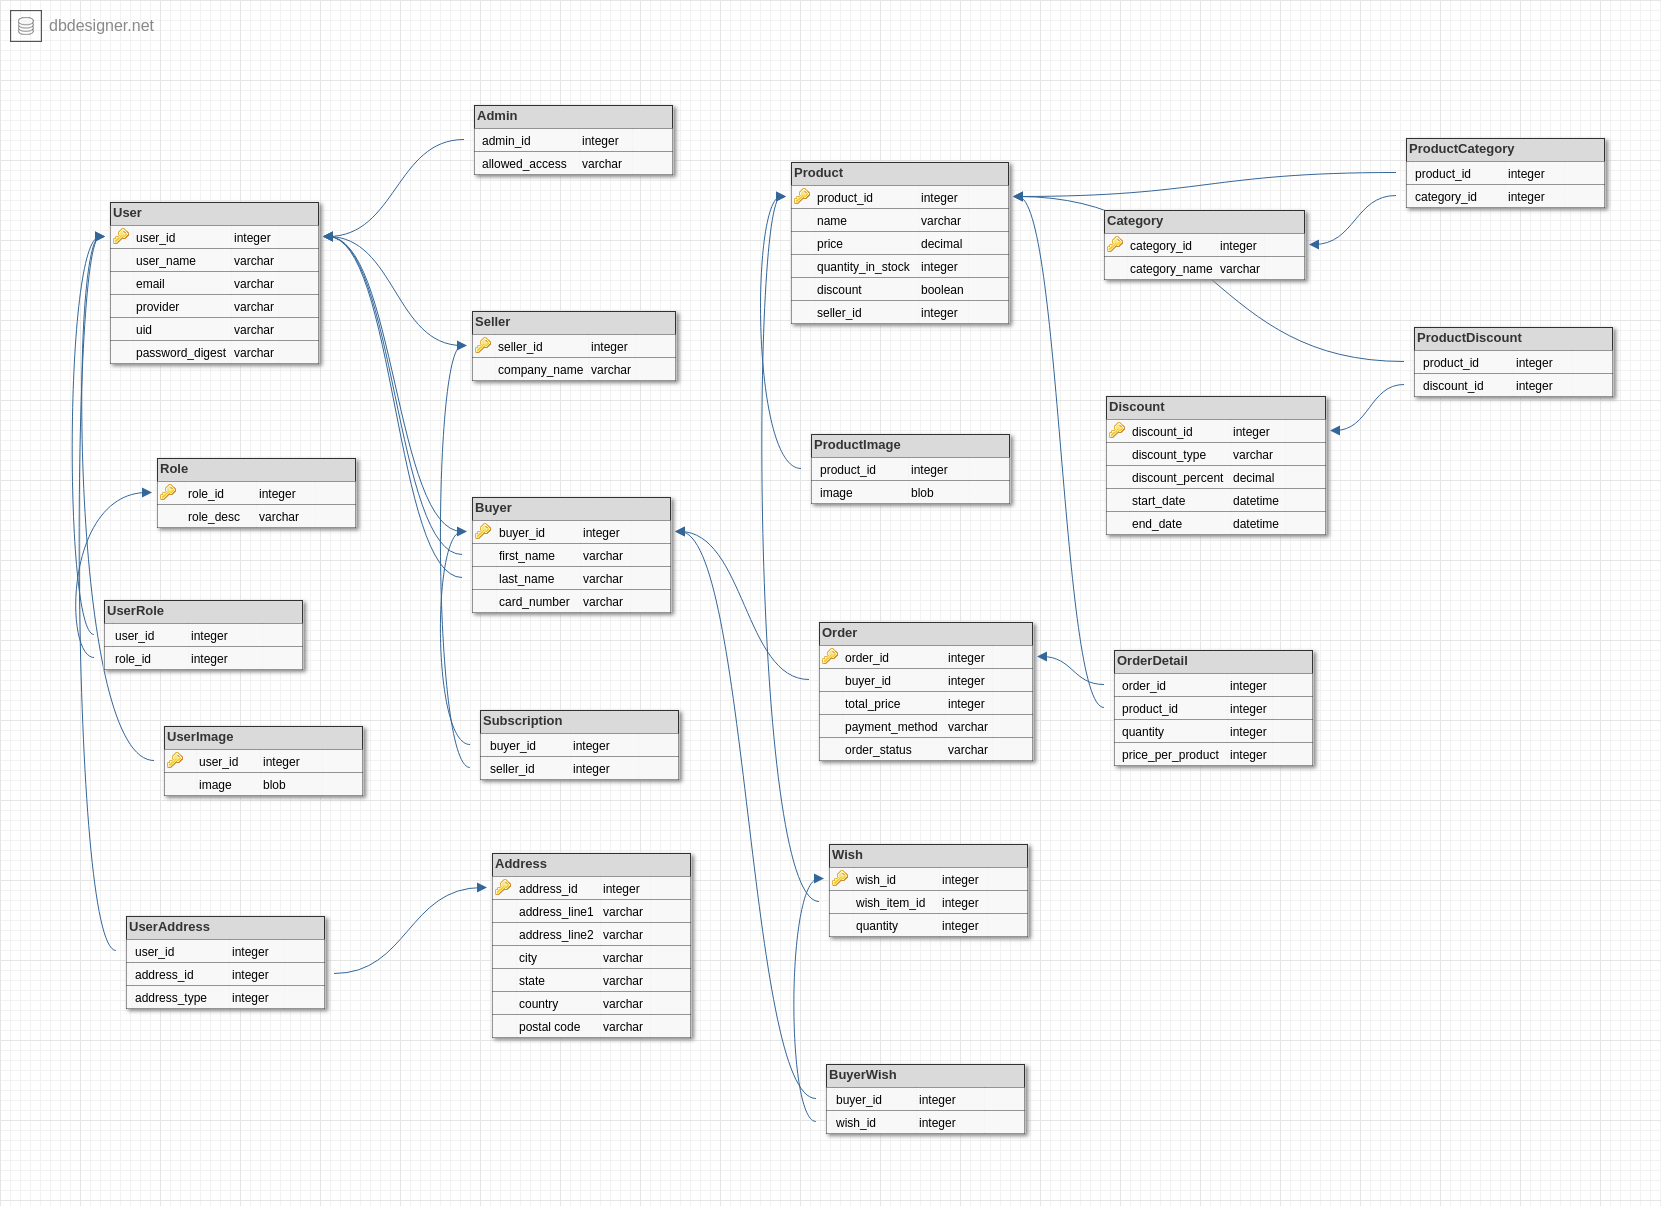 dbdesigner.net
Admin
admin_id integer
allowed_access varchar
User
user_id integer
user_name varchar
email varchar
provider varchar
uid varchar
password_digest varchar
Seller
seller_id integer
company_name varchar
Role
role_id integer
role_desc varchar
Buyer
buyer_id integer
first_name varchar
last_name varchar
card_number varchar
UserRole
user_id integer
role_id integer
UserImage
user_id integer
image blob
Subscription
buyer_id integer
seller_id integer
UserAddress
user_id integer
address_id integer
address_type integer
Address
address_id integer
address_line1 varchar
address_line2 varchar
city varchar
state varchar
country varchar
postal code varchar
Product
product_id integer
name varchar
price decimal
quantity_in_stock integer
discount boolean
seller_id integer
ProductCategory
product_id integer
category_id integer
Category
category_id integer
category_name varchar
ProductDiscount
product_id integer
discount_id integer
Discount
discount_id integer
discount_type varchar
discount_percent decimal
start_date datetime
end_date datetime
ProductImage
product_id integer
image blob
Order
order_id integer
buyer_id integer
total_price integer
payment_method varchar
order_status varchar
OrderDetail
order_id integer
product_id integer
quantity integer
price_per_product integer
Wish
wish_id integer
wish_item_id integer
quantity integer
BuyerWish
buyer_id integer
wish_id integer